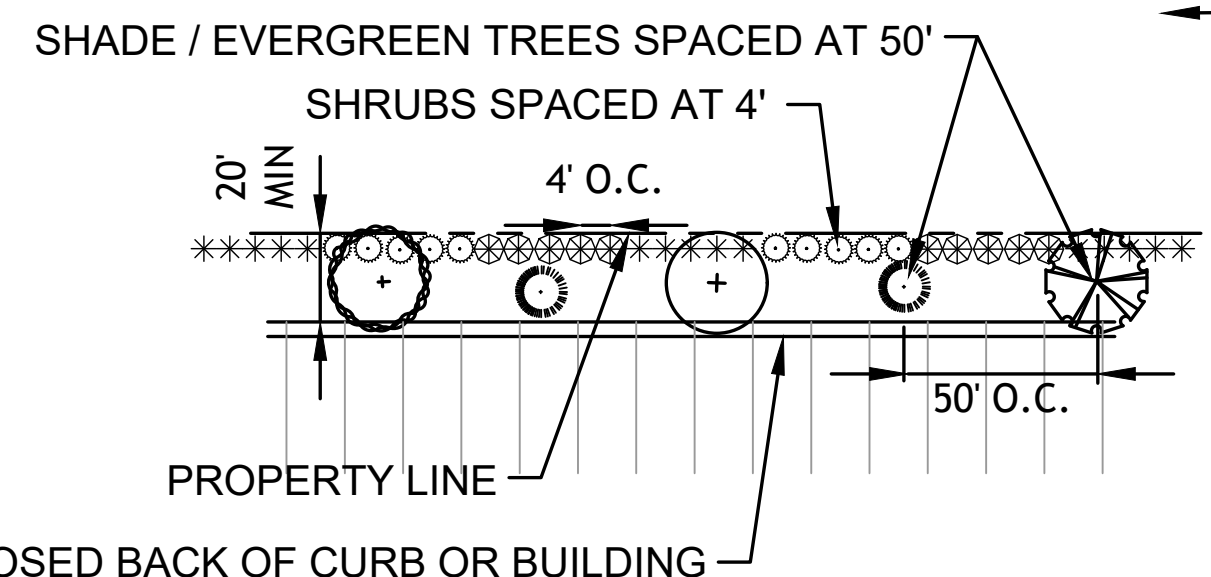 SHADE / EVERGREEN TREES SPACED AT 50'
SHRUBS SPACED AT 4'
20'
MIN
4' O.C.
50' O.C.
PROPERTY LINE
OSED BACK OF CURB OR BUILDING